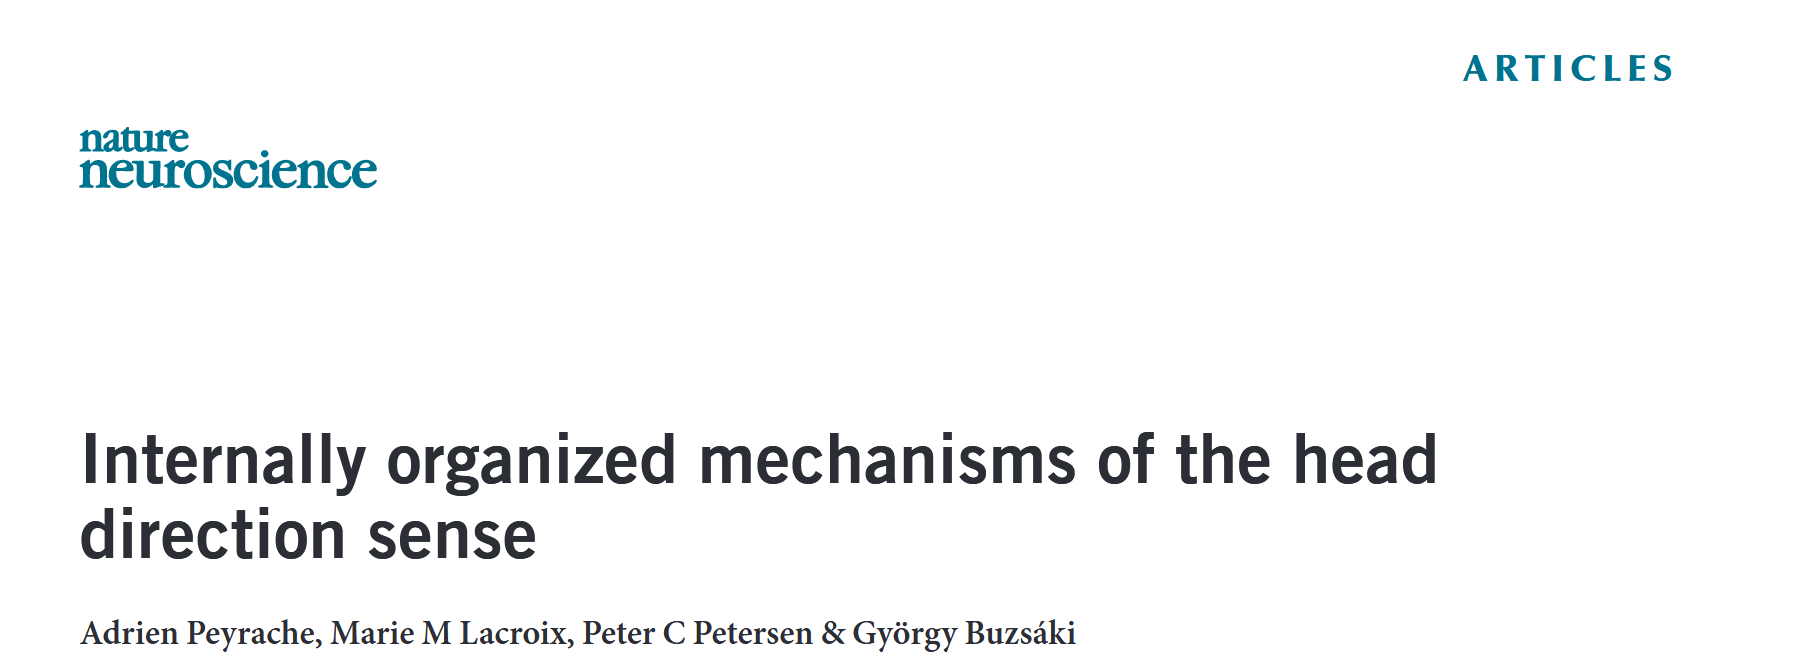 ARTICLES
nature
neuroscience
Internally organized mechanisms of the head
direction sense
Adrien Peyrache, Marie M Lacroix, Peter C Petersen & György Buzsáki